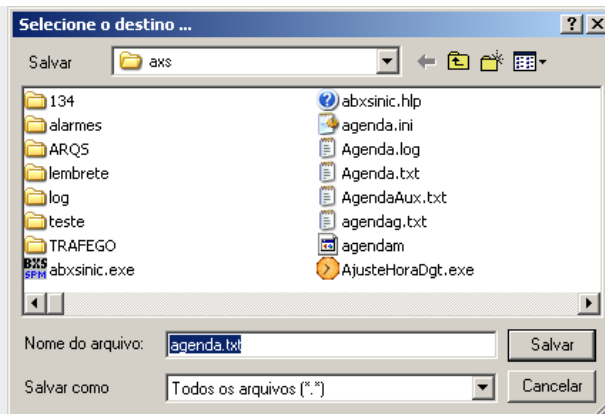 Selecione o destino ...
Salvar axs
134
alarmes
ARQS
lembrete
log
teste
TRAFEGO
BXS SPM abxsinic.exe
abxsinic.hlp
agenda.ini
Agenda.log
Agenda.txt
AgendaAux.txt
agendag.txt
agendam
AjusteHoraDgt.exe
Nome do arquivo: agenda.txt Salvar
Salvar como Todos os arquivos (*.*) Cancelar